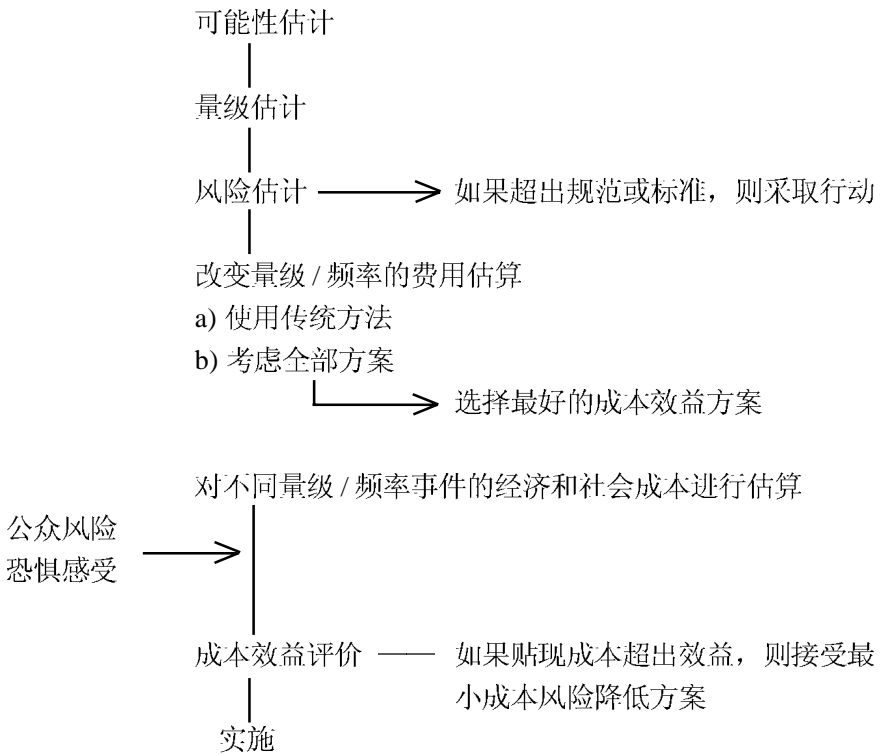 可能性估计
量级估计
风险估计
如果超出规范或标准，则采取行动
改变量级 / 频率的费用估算
a) 使用传统方法
b) 考虑全部方案
选择最好的成本效益方案
对不同量级 / 频率事件的经济和社会成本进行估算
公众风险
恐惧感受
成本效益评价
如果贴现成本超出效益，则接受最
小成本风险降低方案
实施